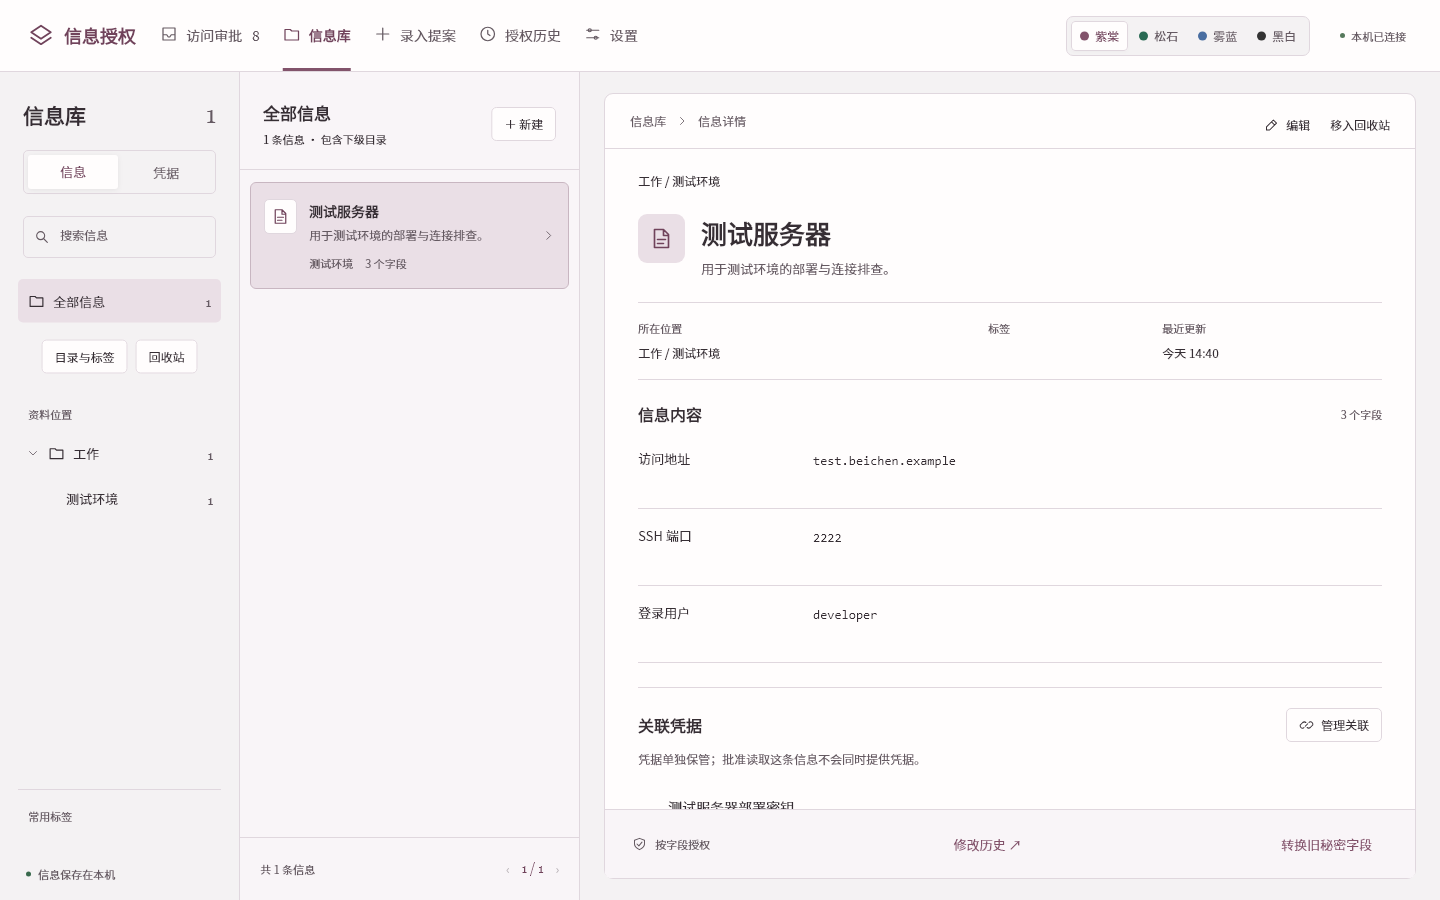 信息授权
访问审批 8
信息库
录入提案
授权历史
设置
紫棠
松石
雾蓝
黑白
本机已连接
信息库 1
信息
凭据
搜索信息
全部信息 1
目录与标签
回收站
资料位置
工作 1
测试环境 1
常用标签
信息保存在本机
全部信息
1 条信息 · 包含下级目录
新建
测试服务器
用于测试环境的部署与连接排查。
测试环境 3 个字段
共 1 条信息
‹ 1 / 1 ›
信息库 > 信息详情
编辑
移入回收站
工作 / 测试环境
测试服务器
用于测试环境的部署与连接排查。
所在位置
工作 / 测试环境
标签
最近更新
今天 14:40
信息内容
3 个字段
访问地址 test.beichen.example
SSH 端口 2222
登录用户 developer
关联凭据
管理关联
凭据单独保管；批准读取这条信息不会同时提供凭据。
测试服务器部署密钥
按字段授权
修改历史 ↗
转换旧秘密字段